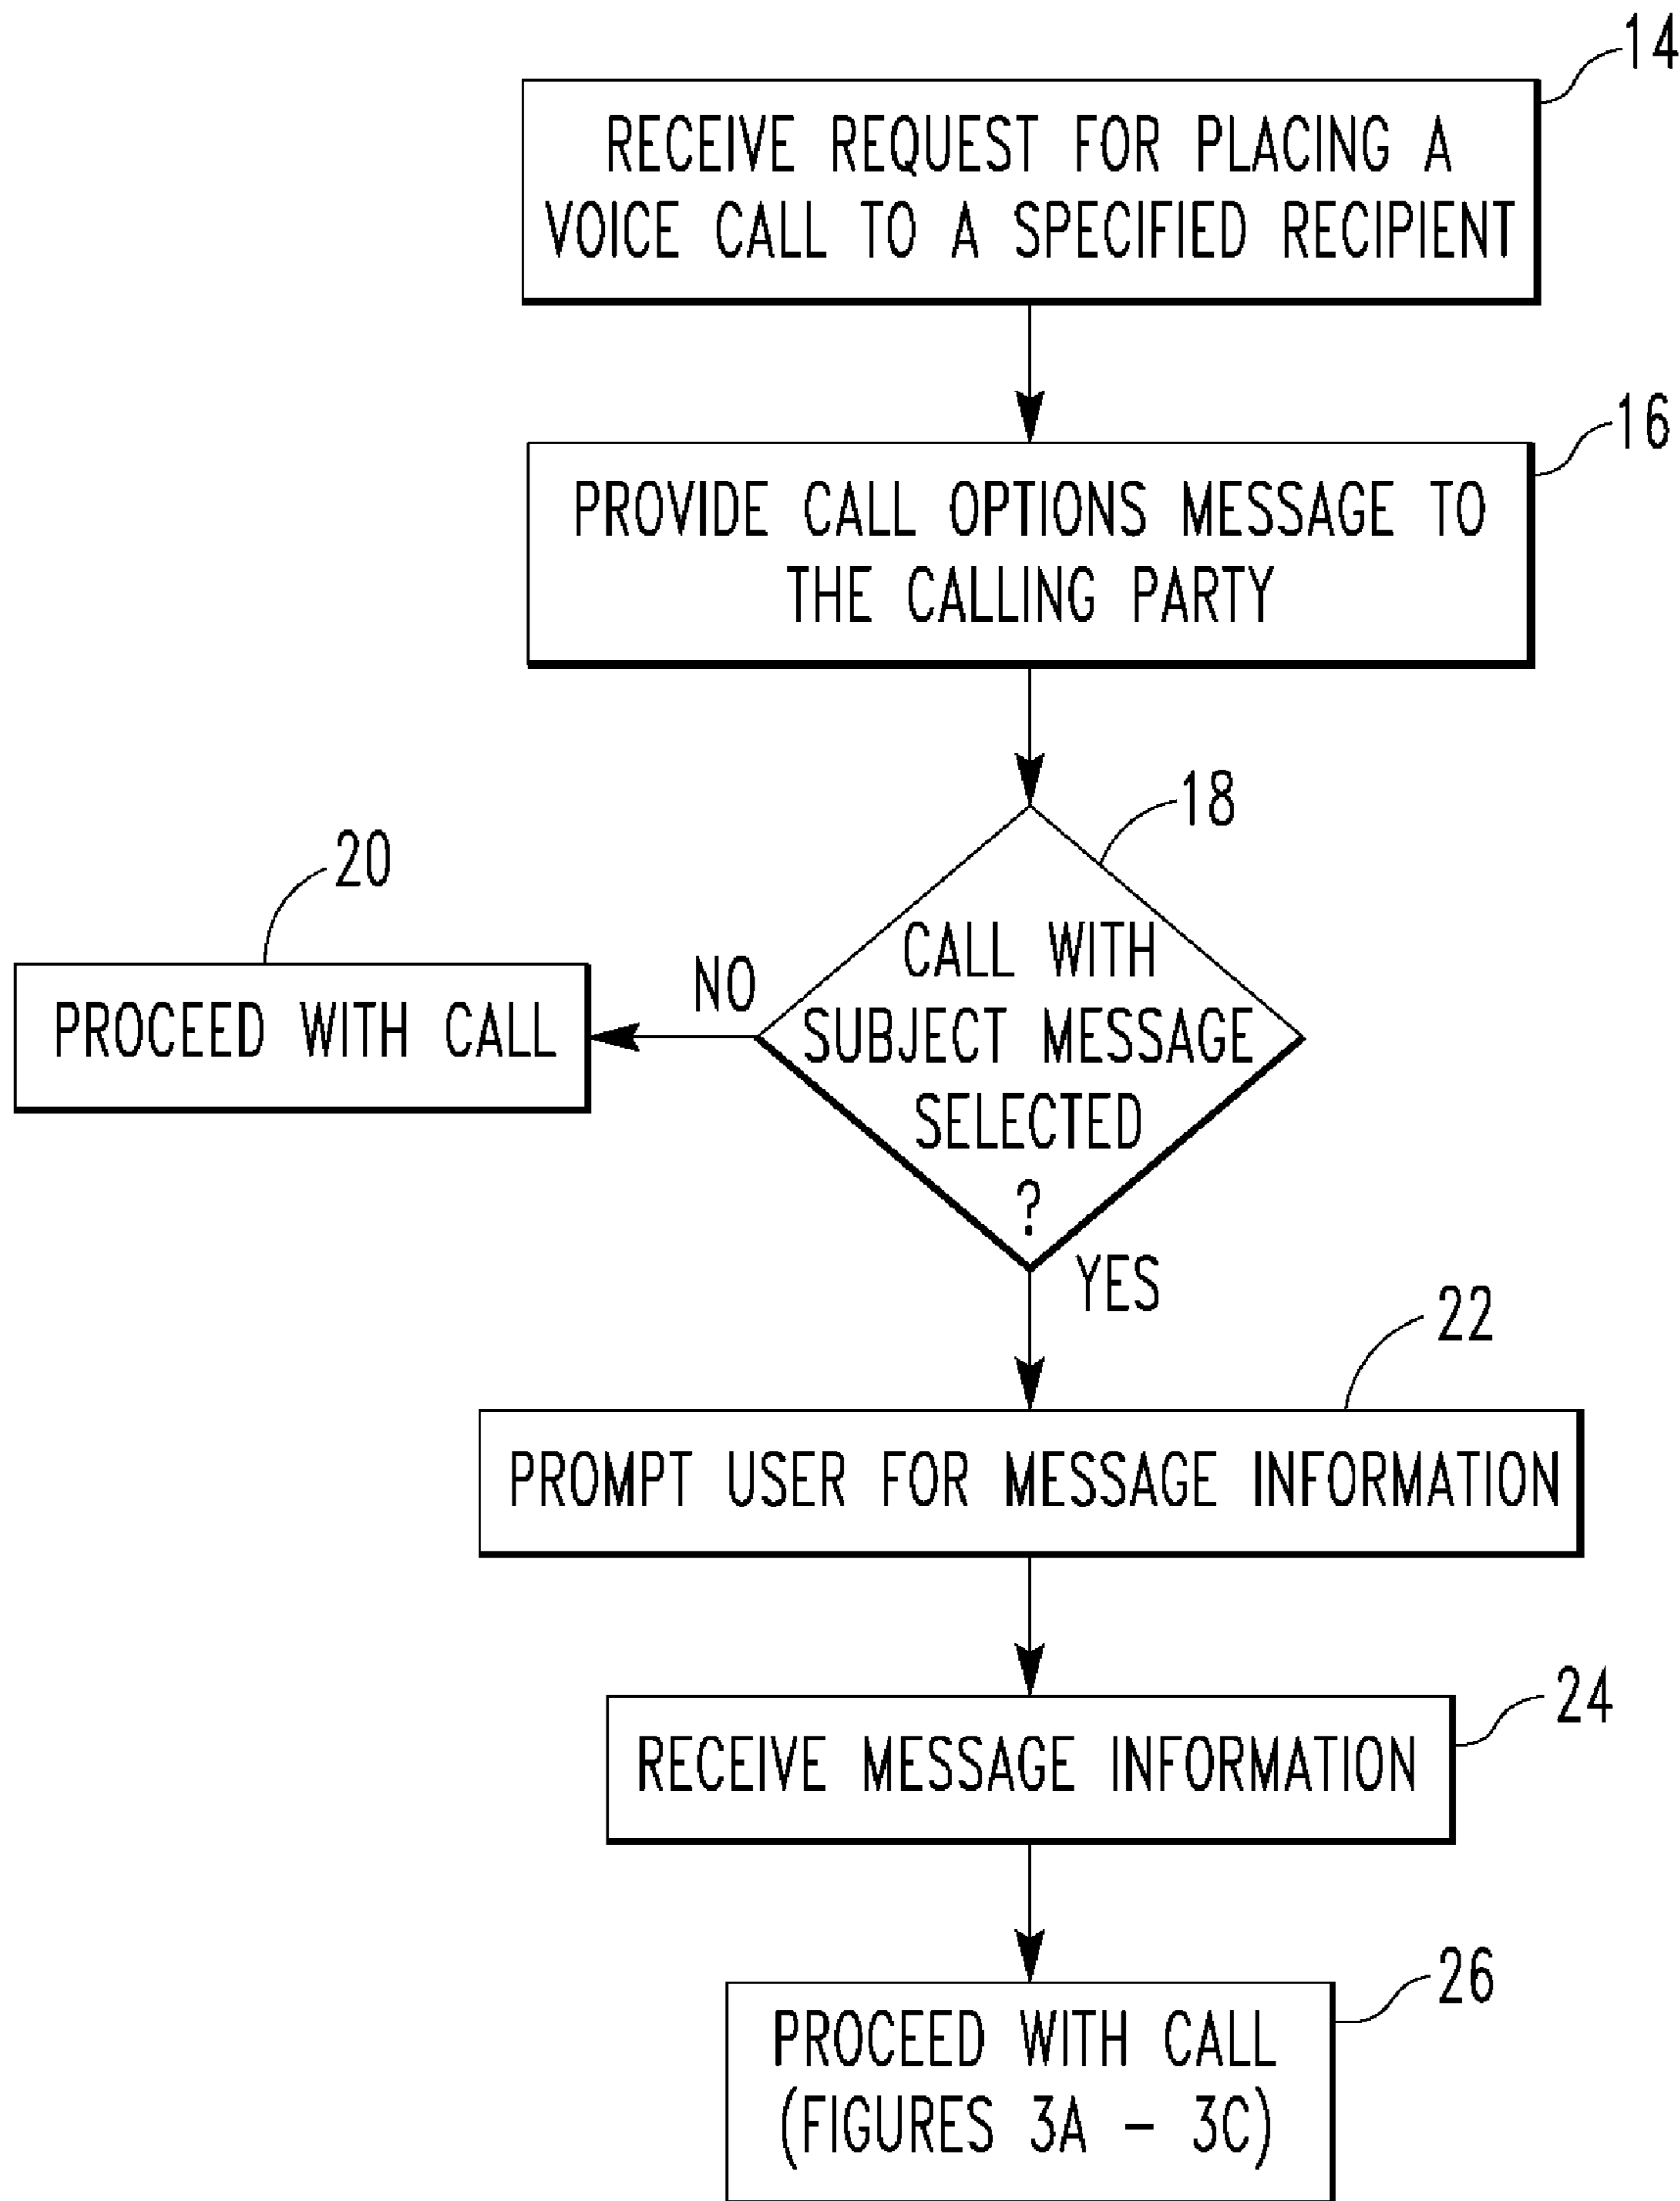 14
RECEIVE REQUEST FOR PLACING A
VOICE CALL TO A SPECIFIED RECIPIENT
16
PROVIDE CALL OPTIONS MESSAGE TO
THE CALLING PARTY
18
CALL WITH
SUBJECT MESSAGE
SELECTED
?
NO
20
PROCEED WITH CALL
YES
22
PROMPT USER FOR MESSAGE INFORMATION
24
RECEIVE MESSAGE INFORMATION
26
PROCEED WITH CALL
(FIGURES 3A - 3C)